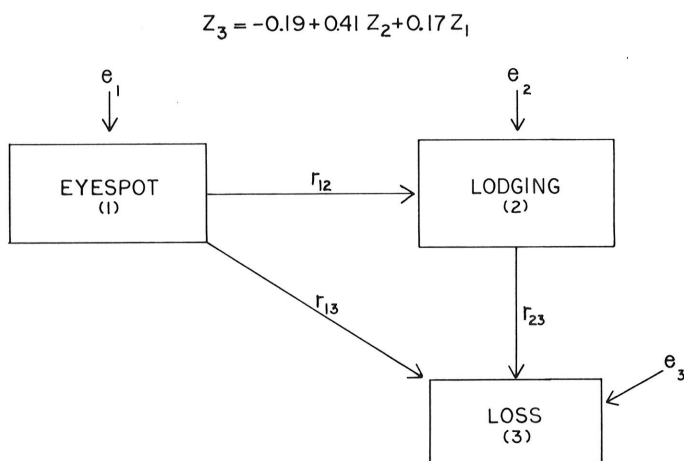 Z₃ = -0.19+0.41 Z₂+0.17 Z₁
e₁
e₂
EYESPOT
(1)
r₁₂
LODGING
(2)
r₁₃
r₂₃
e₃
LOSS
(3)